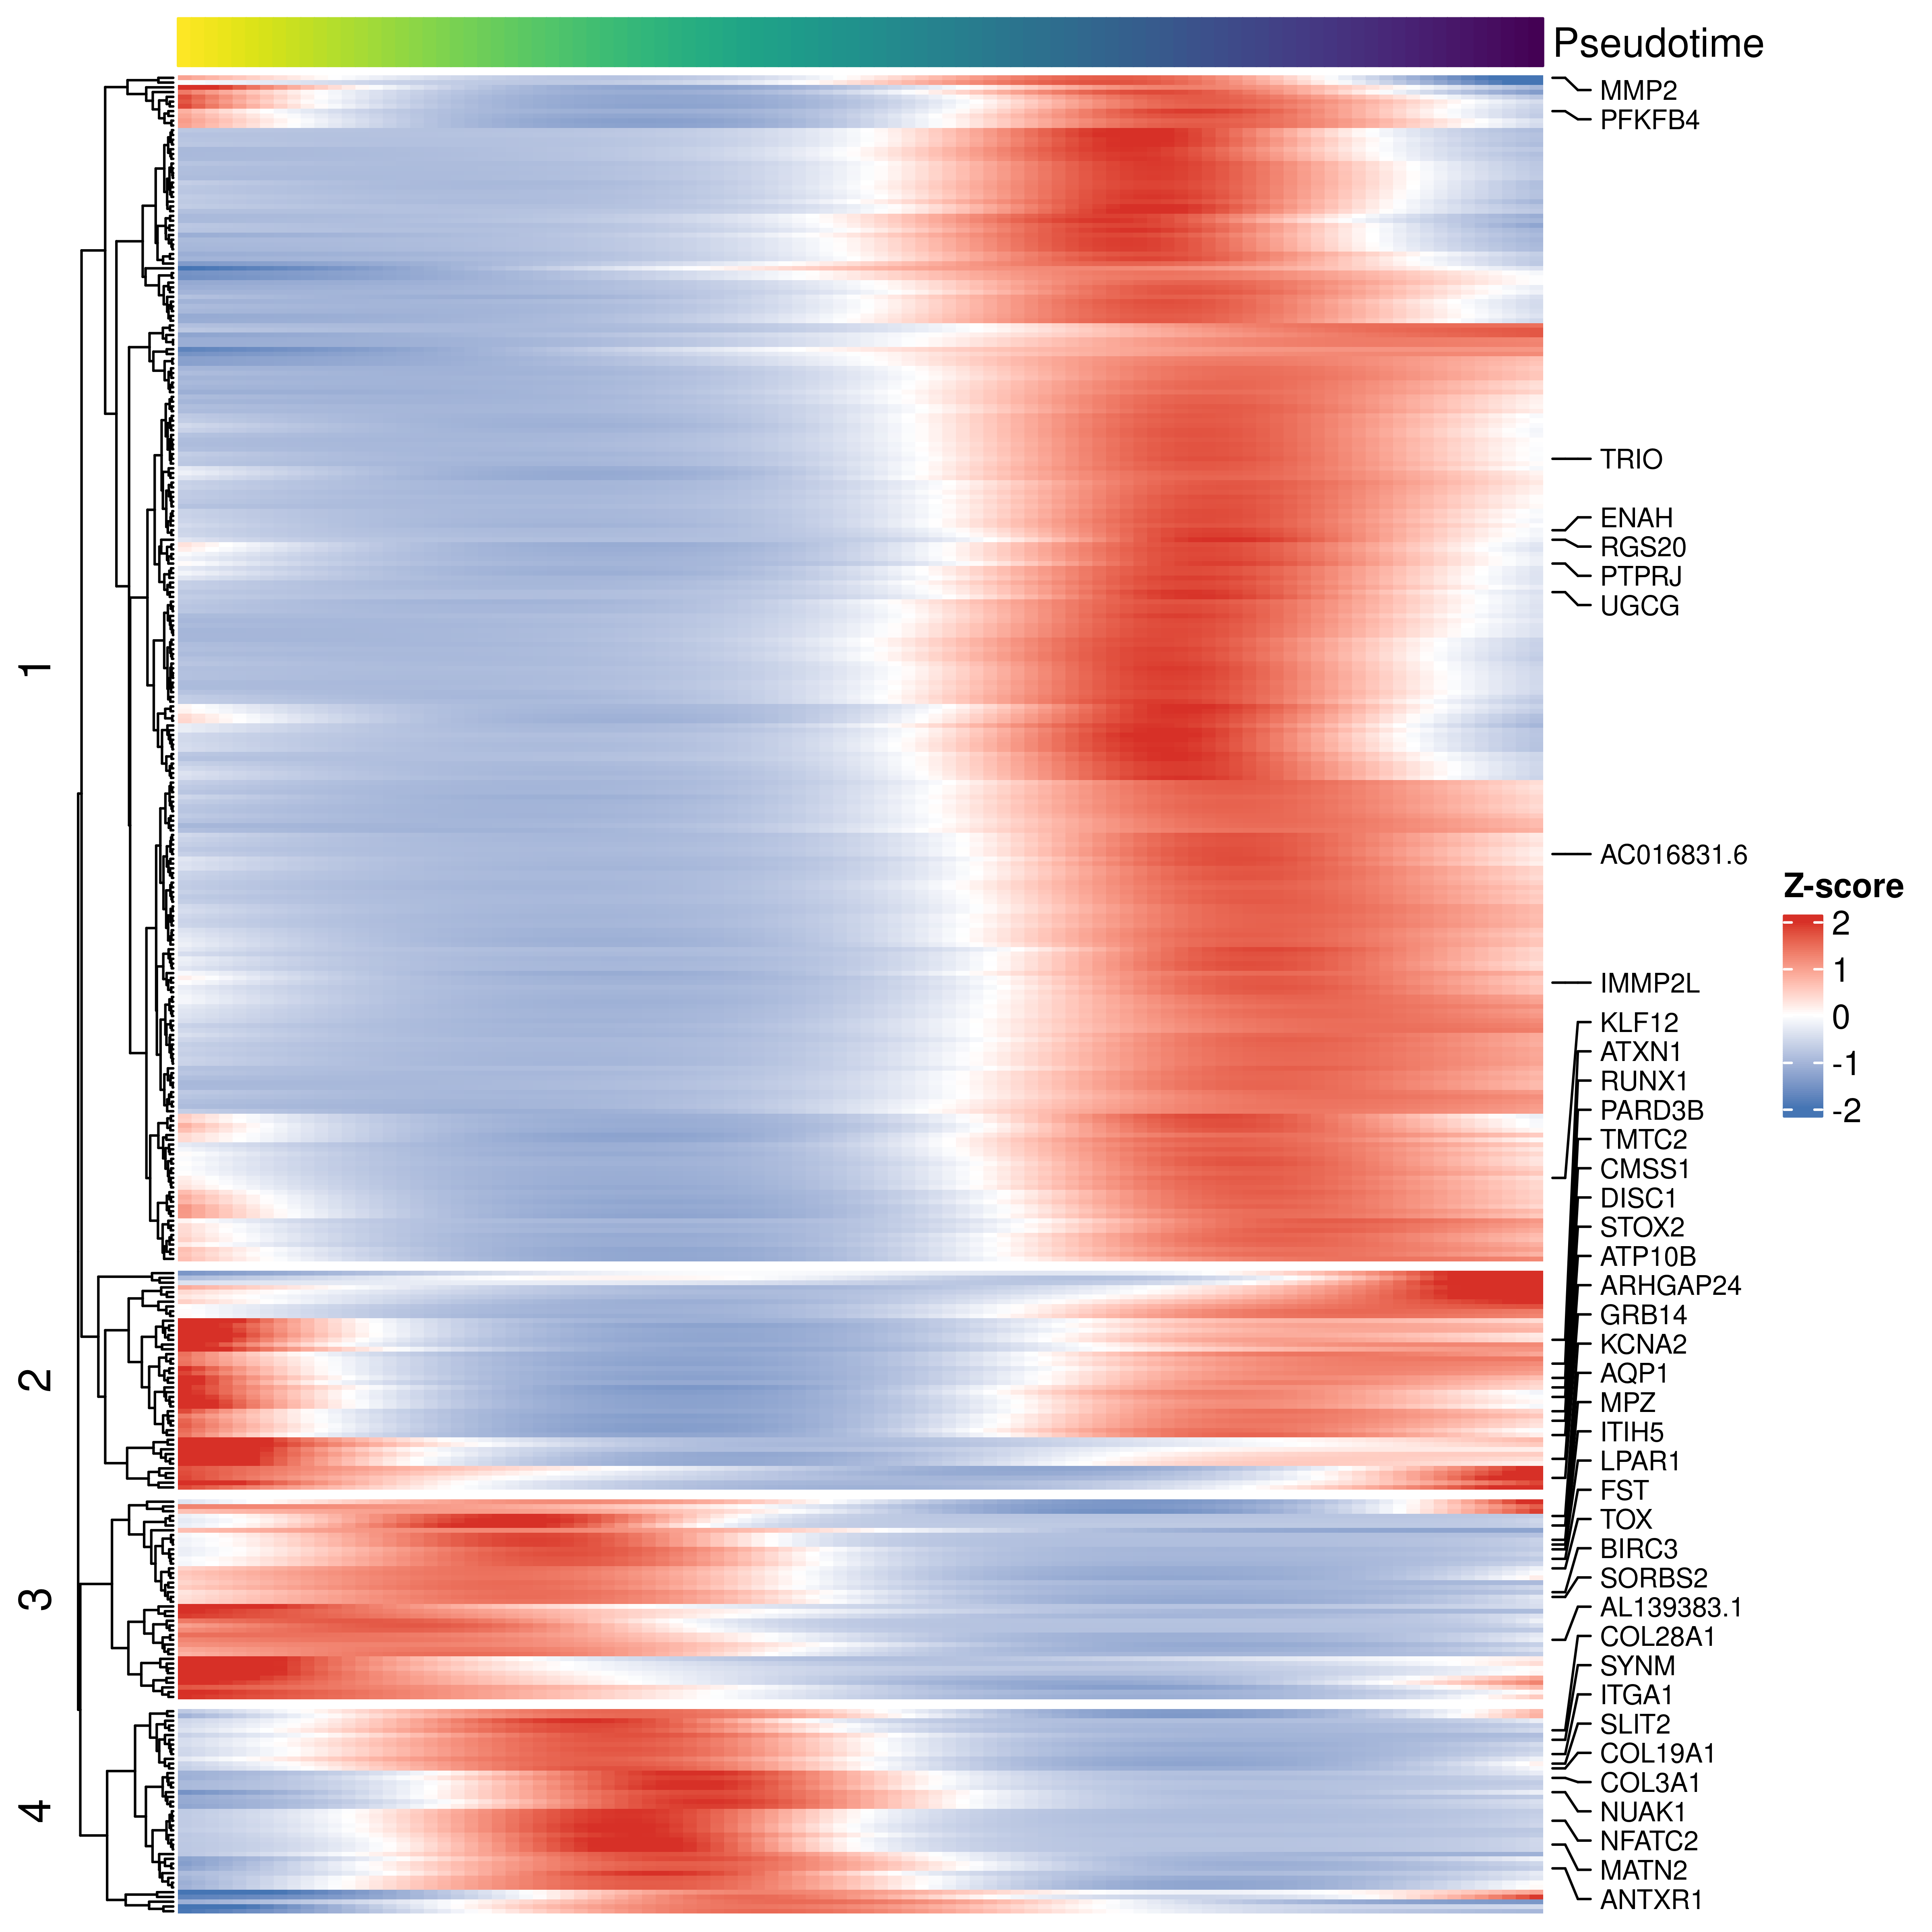 Pseudotime
MMP2
PFKFB4
TRIO
ENAH
RGS20
PTPRJ
UGCG
1
AC016831.6
Z-score
2
1
0
-1
-2
IMMP2L
KLF12
ATXN1
RUNX1
PARD3B
TMTC2
CMSS1
DISC1
STOX2
ATP10B
ARHGAP24
GRB14
KCNA2
2
AQP1
MPZ
ITIH5
LPAR1
FST
TOX
BIRC3
SORBS2
3
AL139383.1
COL28A1
SYNM
ITGA1
SLIT2
COL19A1
COL3A1
4
NUAK1
NFATC2
MATN2
ANTXR1